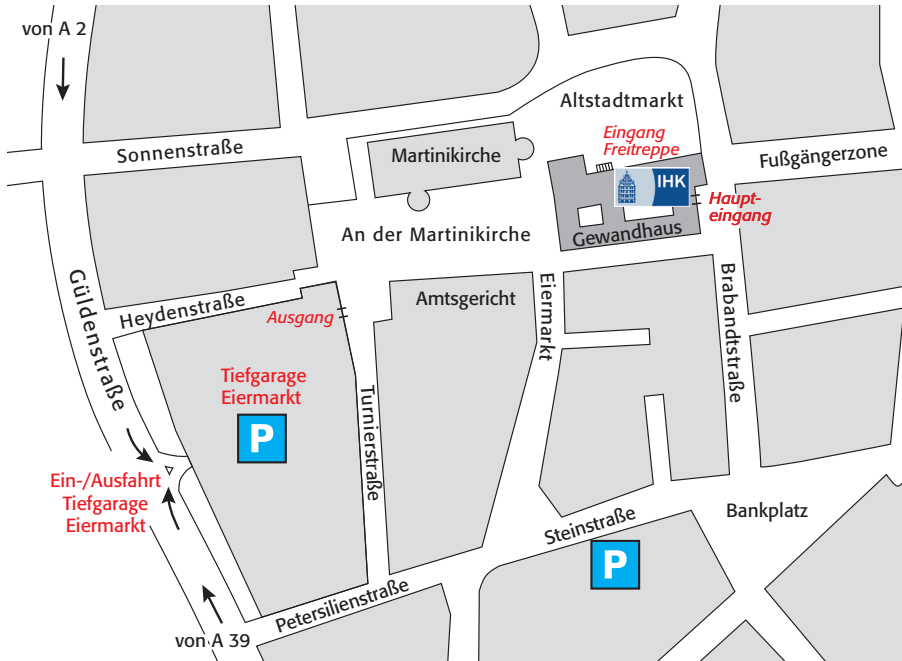 von A 2
Altstadtmarkt
Sonnenstraße
Martinikirche
Eingang
Freitreppe
Fußgängerzone
IHK
Haupt-
eingang
An der Martinikirche
Gewandhaus
Güldenstraße
Heydenstraße
Ausgang
Amtsgericht
Eiermarkt
Brabandtstraße
Tiefgarage
Eiermarkt
P
Turnierstraße
Ein-/Ausfahrt
Tiefgarage
Eiermarkt
Steinstraße
Bankplatz
P
Petersilienstraße
von A 39